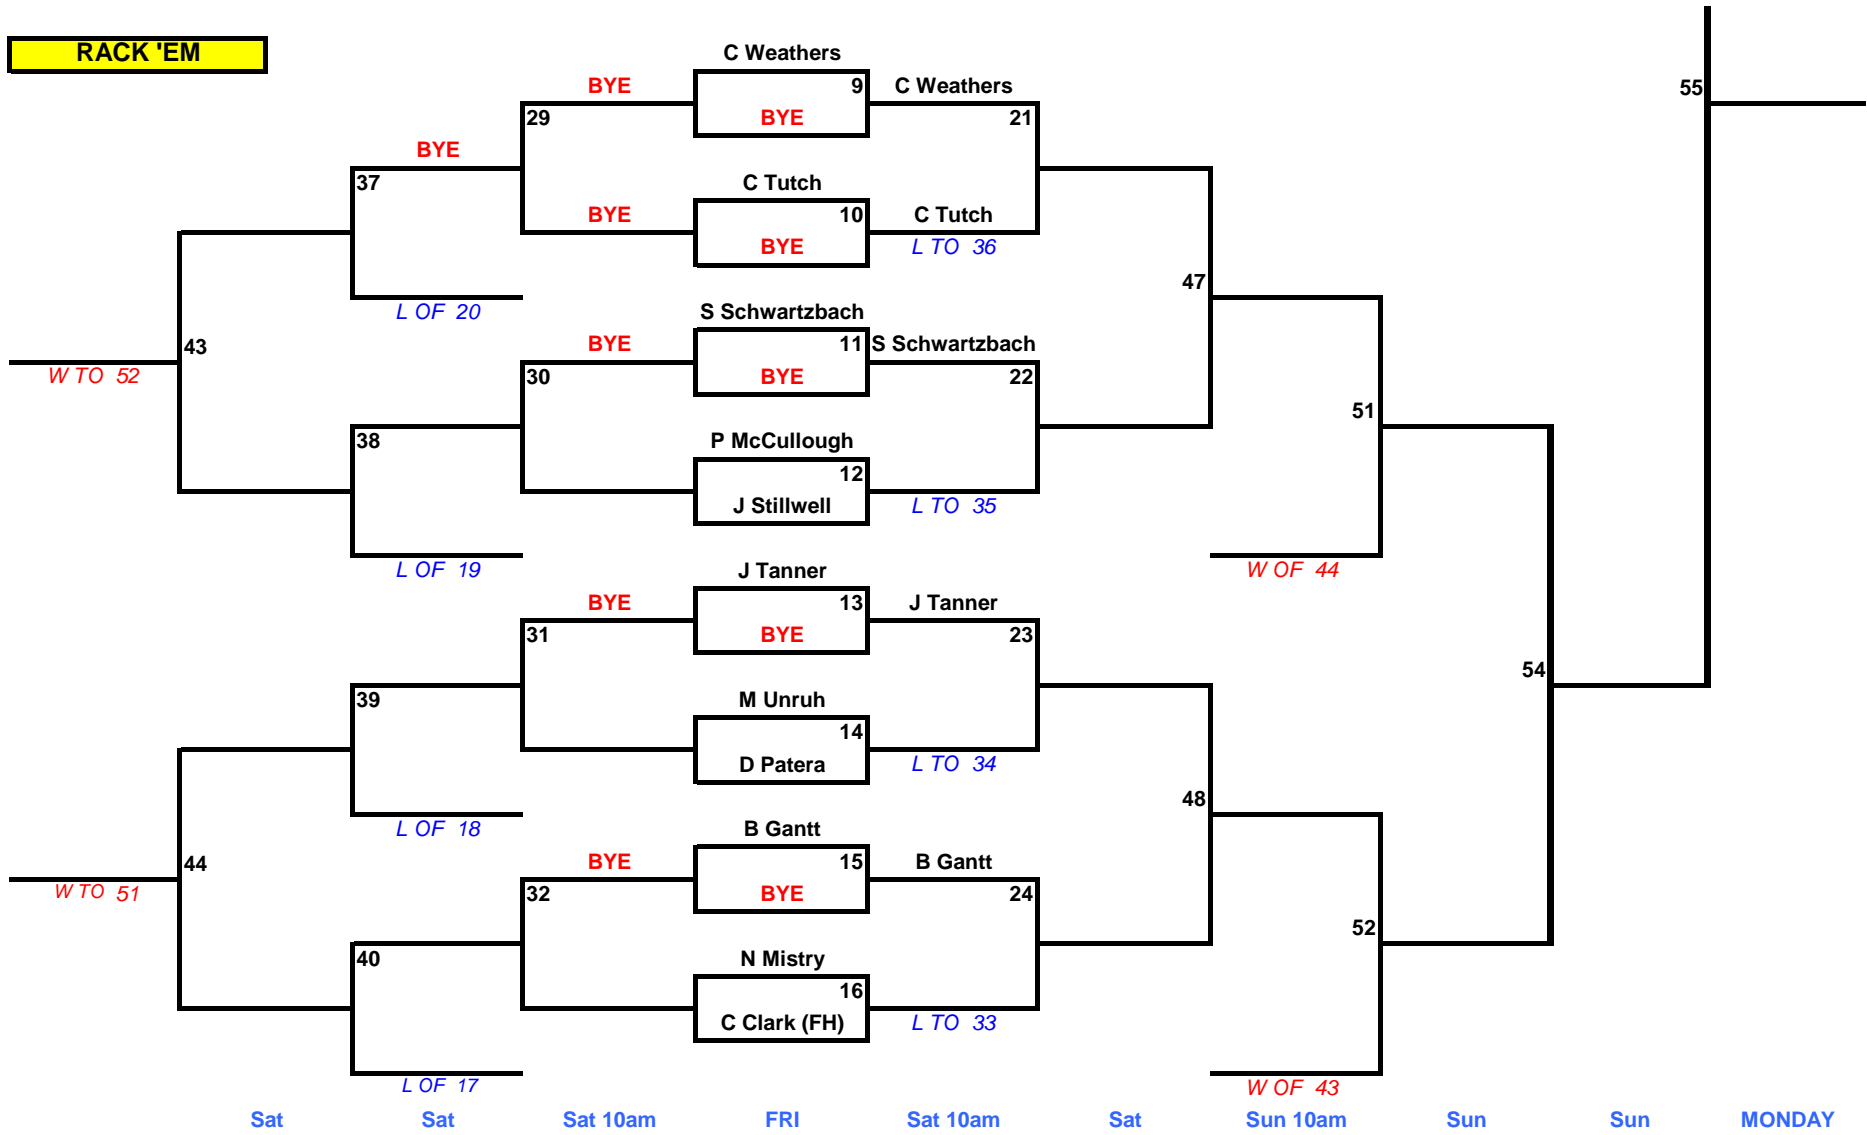 RACK 'EM
C Weathers
BYE 9 C Weathers 55
29 BYE 21
BYE
37 C Tutch
BYE 10 C Tutch
BYE L TO 36
47
L OF 20 S Schwartzbach
43 BYE 11 S Schwartzbach
W TO 52 30 BYE 22
51
38 P McCullough
12
J Stillwell L TO 35
L OF 19 J Tanner W OF 44
BYE 13 J Tanner
31 BYE 23
54
39 M Unruh
14
D Patera L TO 34
48
L OF 18 B Gantt
44 BYE 15 B Gantt
W TO 51 32 BYE 24
52
40 N Mistry
16
C Clark (FH) L TO 33
L OF 17 W OF 43
Sat Sat Sat 10am FRI Sat 10am Sat Sun 10am Sun Sun MONDAY